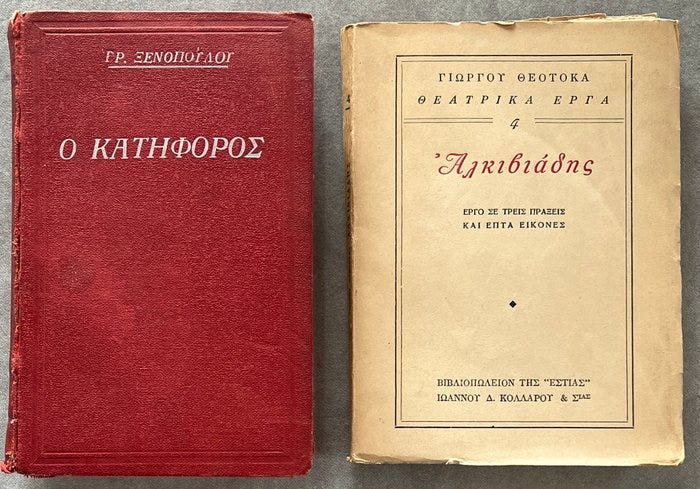 ΓΡ. ΞΕΝΟΠΟΥΛΟΥ
Ο ΚΑΤΗΦΟΡΟΣ
ΓΙΩΡΓΟΥ ΘΕΟΤΟΚΑ
ΘΕΑΤΡΙΚΑ ΕΡΓΑ
4
Ἀλκιβιάδης
ΕΡΓΟ ΣΕ ΤΡΕΙΣ ΠΡΑΞΕΙΣ
ΚΑΙ ΕΠΤΑ ΕΙΚΟΝΕΣ
ΒΙΒΛΙΟΠΩΛΕΙΟΝ ΤΗΣ "ΕΣΤΙΑΣ"
ΙΩΑΝΝΟΥ Δ. ΚΟΛΛΑΡΟΥ & ΣΙΑΣ